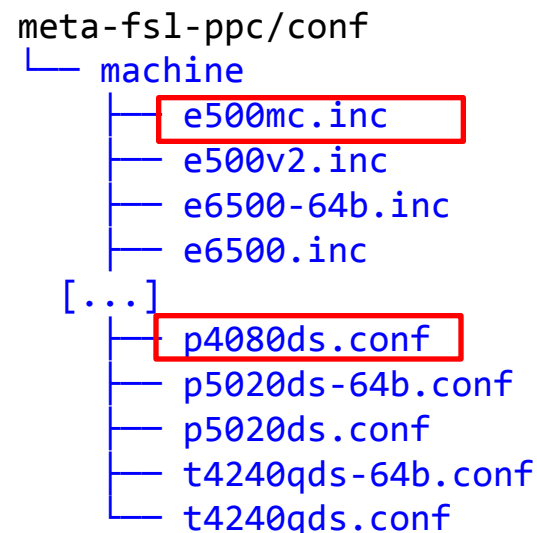 meta-fsl-ppc/conf
└── machine
    ├── e500mc.inc
    ├── e500v2.inc
    ├── e6500-64b.inc
    ├── e6500.inc
  [...]
    ├── p4080ds.conf
    ├── p5020ds-64b.conf
    ├── p5020ds.conf
    ├── t4240qds-64b.conf
    └── t4240qds.conf